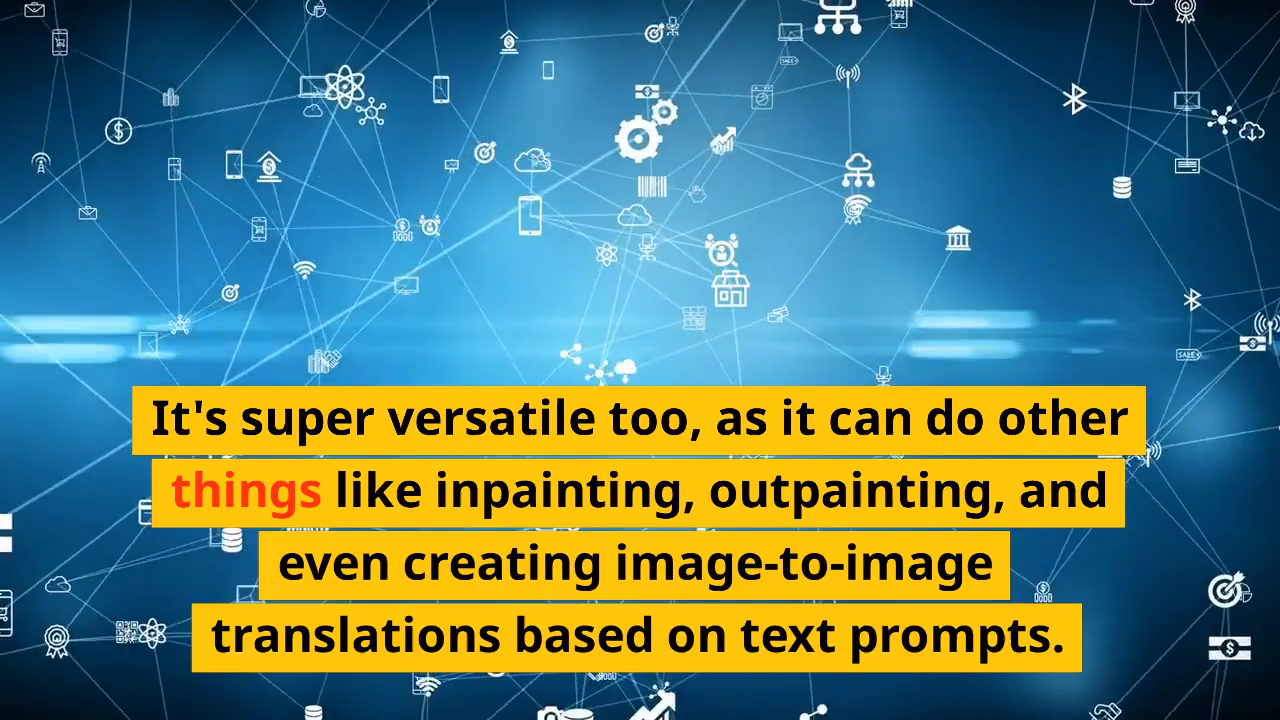 It's super versatile too, as it can do other
things like inpainting, outpainting, and
even creating image-to-image
translations based on text prompts.